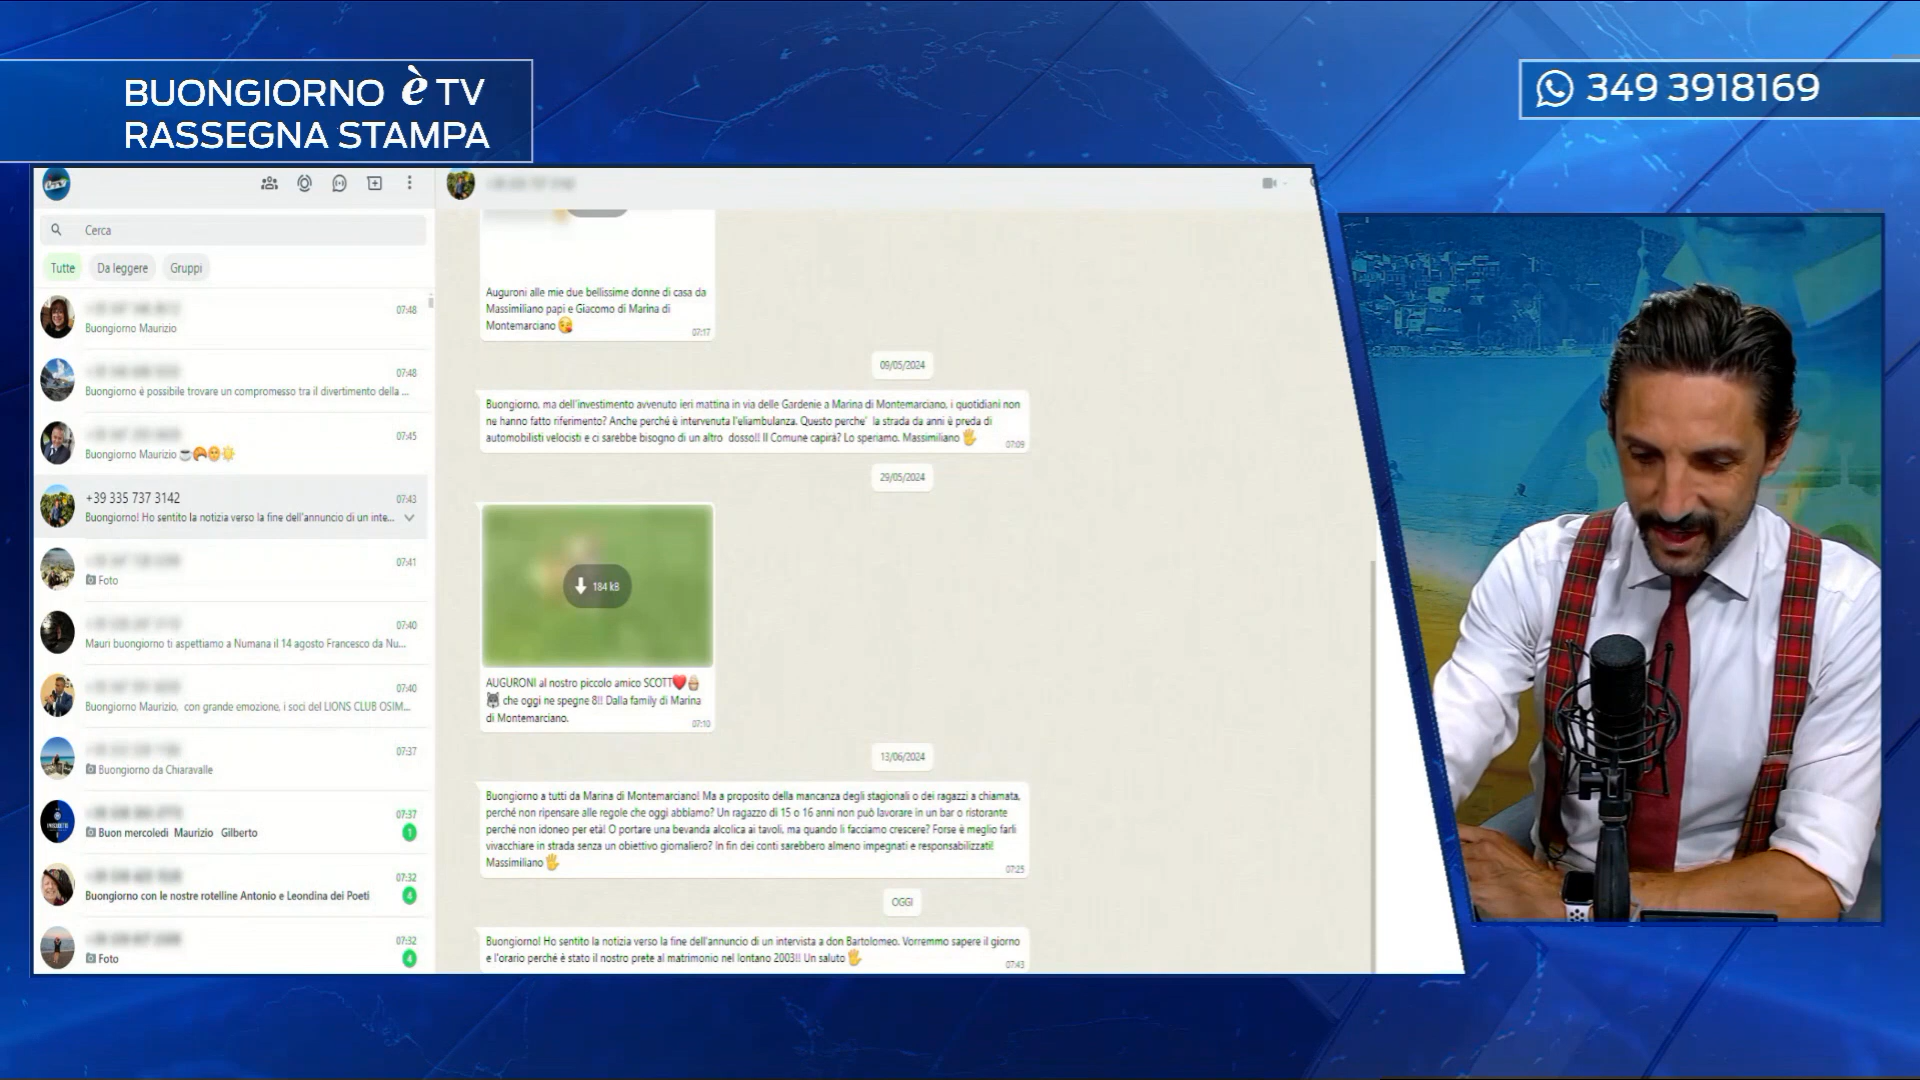 BUONGIORNO è TV
RASSEGNA STAMPA
349 3918169
Cerca
Tutte
Da leggere
Gruppi
07:48
Buongiorno Maurizio
07:48
Buongiorno è possibile trovare un compromesso tra il divertimento della ...
07:45
Buongiorno Maurizio ☕🥐😊☀️
+39 335 737 3142
07:43
Buongiorno! Ho sentito la notizia verso la fine dell'annuncio di un inte...
07:41
Foto
07:40
Mauri buongiorno ti aspettiamo a Numana il 14 agosto Francesco da Nu...
07:40
Buongiorno Maurizio, con grande emozione, i soci del LIONS CLUB OSIM...
07:37
Buongiorno da Chiaravalle
07:37
Buon mercoledi Maurizio Gilberto
1
07:32
Buongiorno con le nostre rotelline Antonio e Leondina dei Poeti
4
07:32
Foto
4
Auguroni alle mie due bellissime donne di casa da
Massimiliano papi e Giacomo di Marina di
Montemarciano 😘
07:17
09/05/2024
Buongiorno, ma dell'investimento avvenuto ieri mattina in via delle Gardenie a Marina di Montemarciano, i quotidiani non
ne hanno fatto riferimento? Anche perché è intervenuta l'eliambulanza. Questo perche' la strada da anni è preda di
automobilisti velocisti e ci sarebbe bisogno di un altro dosso!! Il Comune capirà? Lo speriamo. Massimiliano 🖐
07:09
29/05/2024
184 kB
AUGURONI al nostro piccolo amico SCOTT❤️🧁
🐺 che oggi ne spegne 8!! Dalla family di Marina
di Montemarciano.
07:10
13/06/2024
Buongiorno a tutti da Marina di Montemarciano! Ma a proposito della mancanza degli stagionali o dei ragazzi a chiamata,
perché non ripensare alle regole che oggi abbiamo? Un ragazzo di 15 o 16 anni non può lavorare in un bar o ristorante
perché non idoneo per età! O portare una bevanda alcolica ai tavoli, ma quando li facciamo crescere? Forse è meglio farli
vivacchiare in strada senza un obiettivo giornaliero? In fin dei conti sarebbero almeno impegnati e responsabilizzati!
Massimiliano 🖐
07:25
OGGI
Buongiorno! Ho sentito la notizia verso la fine dell'annuncio di un intervista a don Bartolomeo. Vorremmo sapere il giorno
e l'orario perché è stato il nostro prete al matrimonio nel lontano 2003!! Un saluto 🖐
07:43